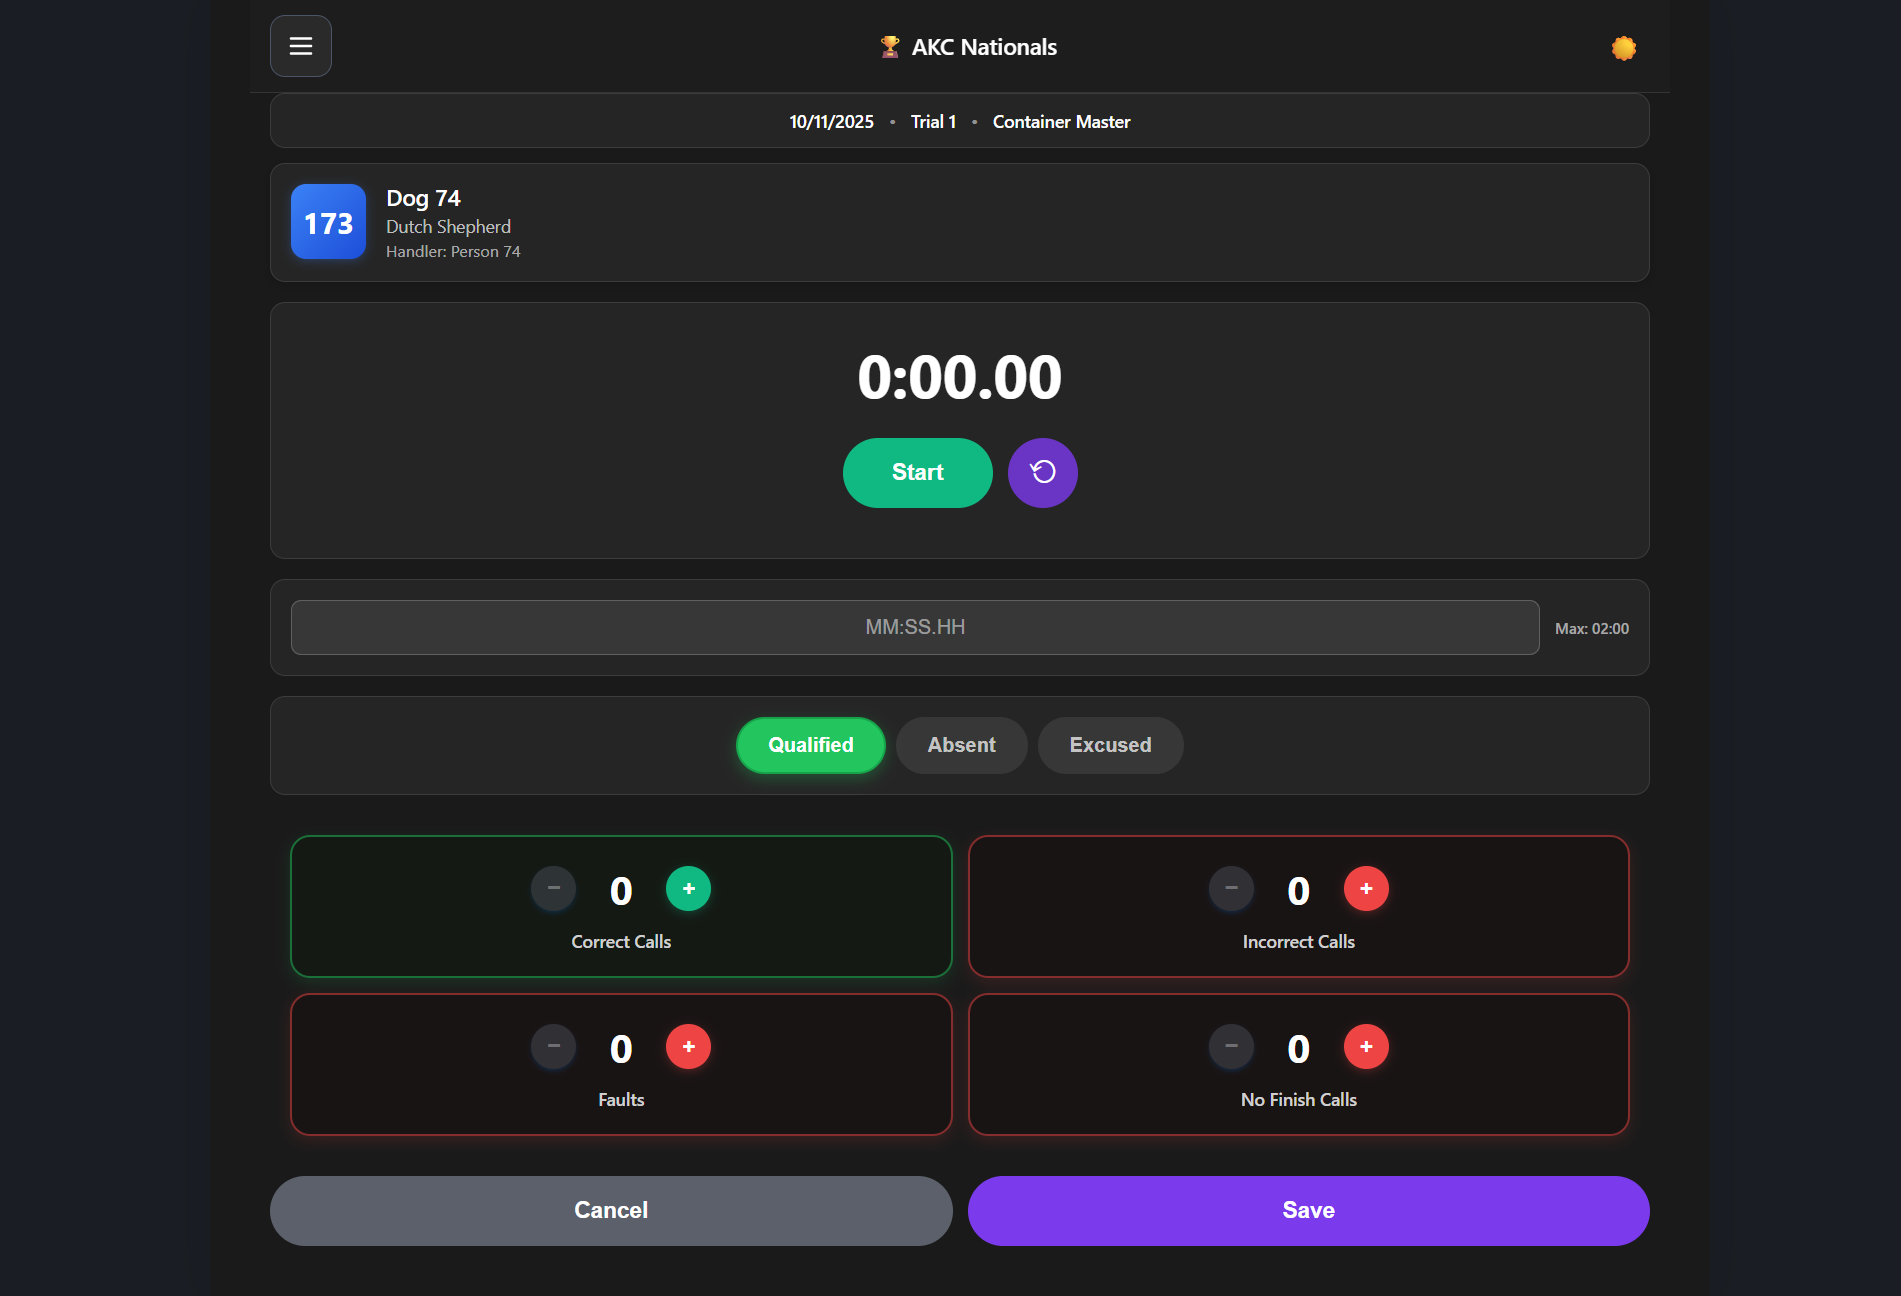 🏆 AKC Nationals
10/11/2025 • Trial 1 • Container Master
173
Dog 74
Dutch Shepherd
Handler: Person 74
0:00.00
Start
MM:SS.HH
Max: 02:00
Qualified Absent Excused
− 0 +
Correct Calls
− 0 +
Incorrect Calls
− 0 +
Faults
− 0 +
No Finish Calls
Cancel
Save